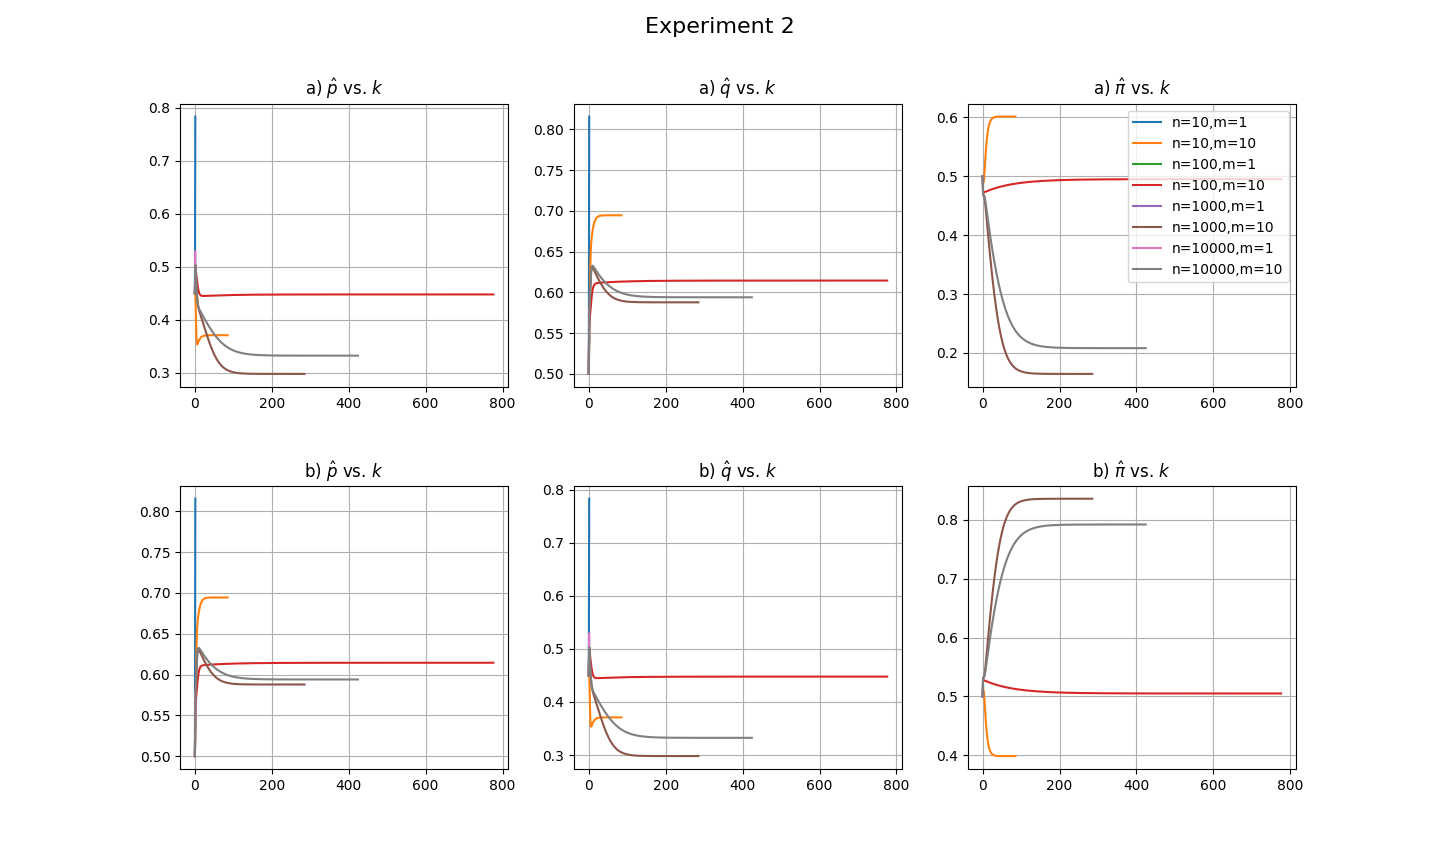 Experiment 2
a) p̂ vs. k
a) q̂ vs. k
a) π̂ vs. k
0.8
0.7
0.6
0.5
0.4
0.3
0 200 400 600 800
0.80
0.75
0.70
0.65
0.60
0.55
0.50
0 200 400 600 800
0.6
0.5
0.4
0.3
0.2
0 200 400 600 800
n=10,m=1
n=10,m=10
n=100,m=1
n=100,m=10
n=1000,m=1
n=1000,m=10
n=10000,m=1
n=10000,m=10
b) p̂ vs. k
b) q̂ vs. k
b) π̂ vs. k
0.80
0.75
0.70
0.65
0.60
0.55
0.50
0 200 400 600 800
0.8
0.7
0.6
0.5
0.4
0.3
0 200 400 600 800
0.8
0.7
0.6
0.5
0.4
0 200 400 600 800